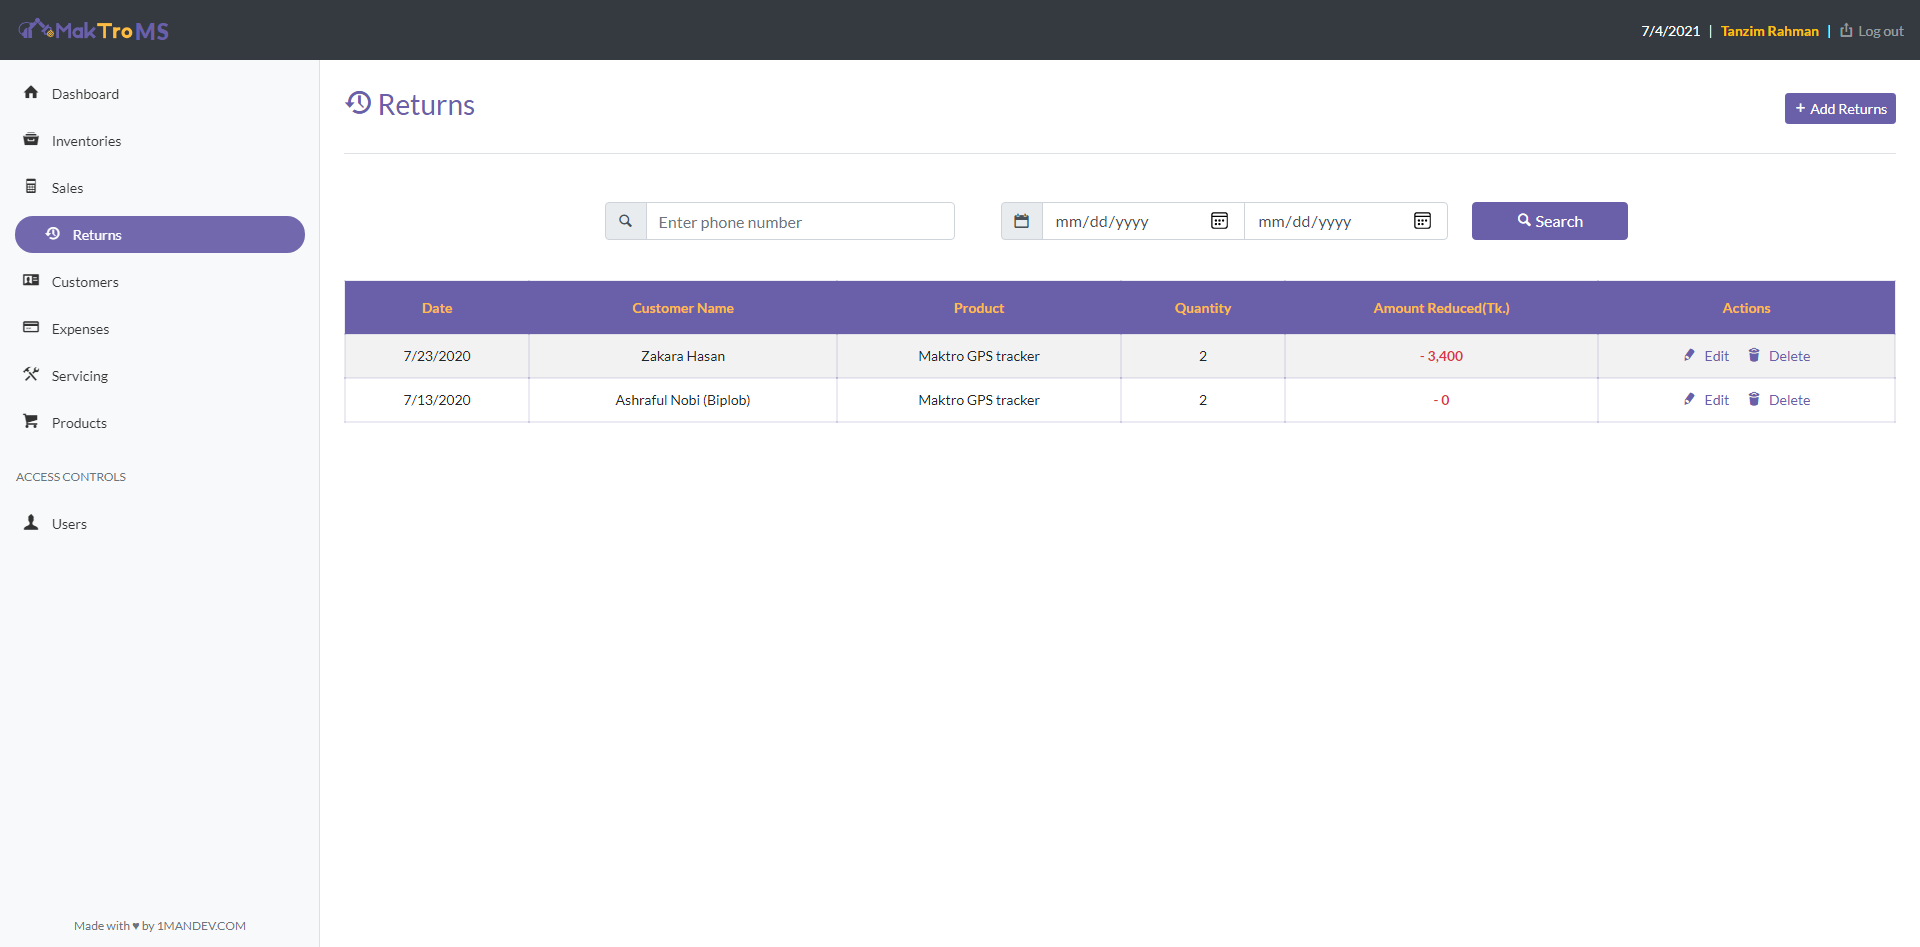 MakTroMS
7/4/2021 | Tanzim Rahman | Log out
Dashboard
Inventories
Sales
Returns
Customers
Expenses
Servicing
Products
ACCESS CONTROLS
Users
Made with ♥ by 1MANDEV.COM
Returns
+ Add Returns
Enter phone number
mm/dd/yyyy
mm/dd/yyyy
Search
Date Customer Name Product Quantity Amount Reduced(Tk.) Actions
7/23/2020 Zakara Hasan Maktro GPS tracker 2 - 3,400 Edit Delete
7/13/2020 Ashraful Nobi (Biplob) Maktro GPS tracker 2 - 0 Edit Delete